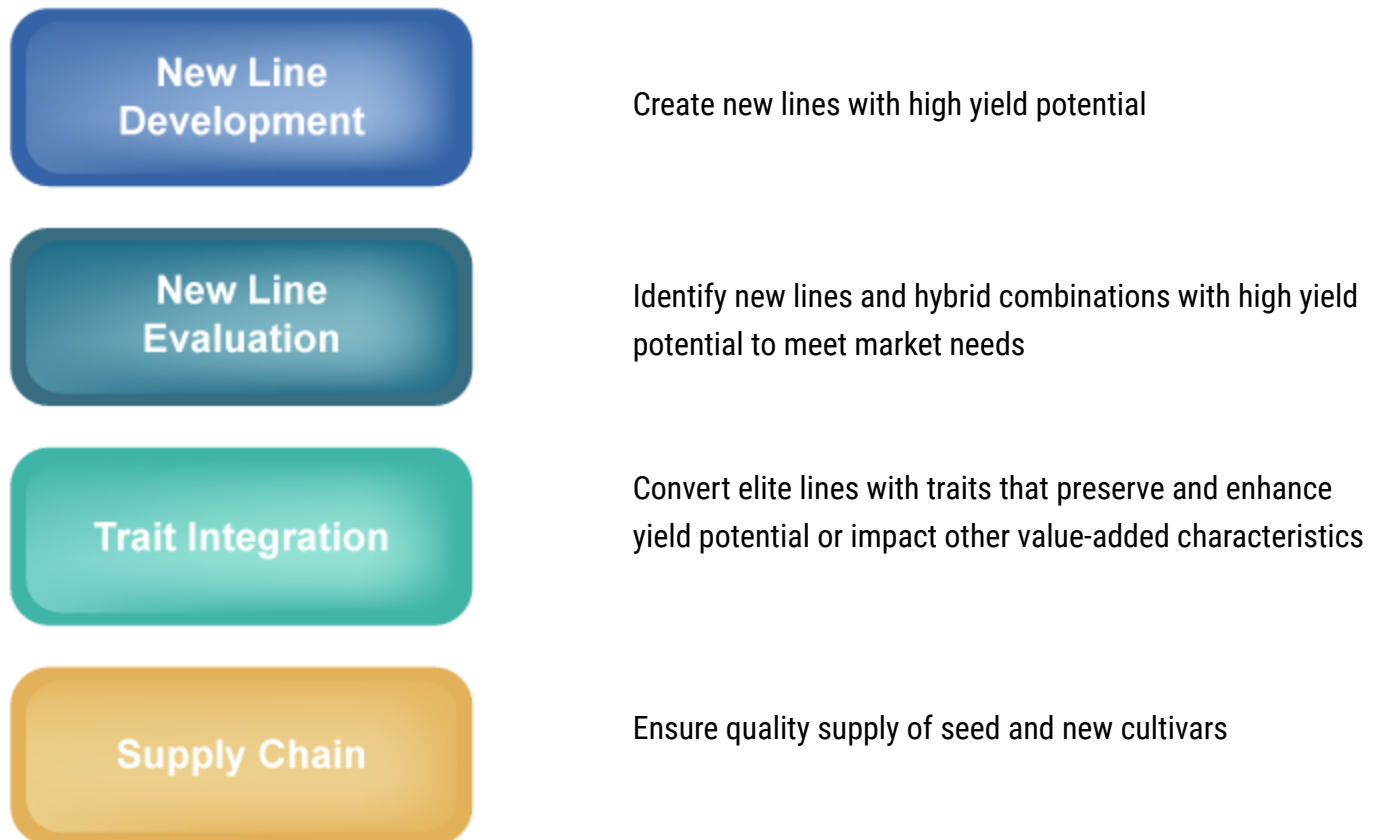 New Line
Development
Create new lines with high yield potential
New Line
Evaluation
Identify new lines and hybrid combinations with high yield
potential to meet market needs
Trait Integration
Convert elite lines with traits that preserve and enhance
yield potential or impact other value-added characteristics
Supply Chain
Ensure quality supply of seed and new cultivars